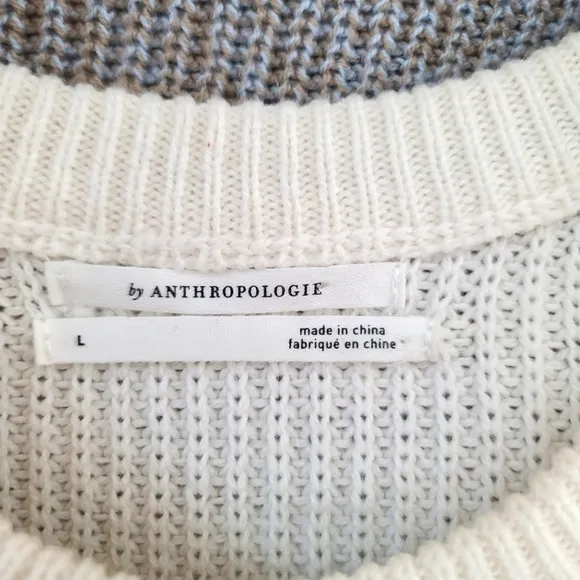 by ANTHROPOLOGIE
L
made in china
fabriqué en chine